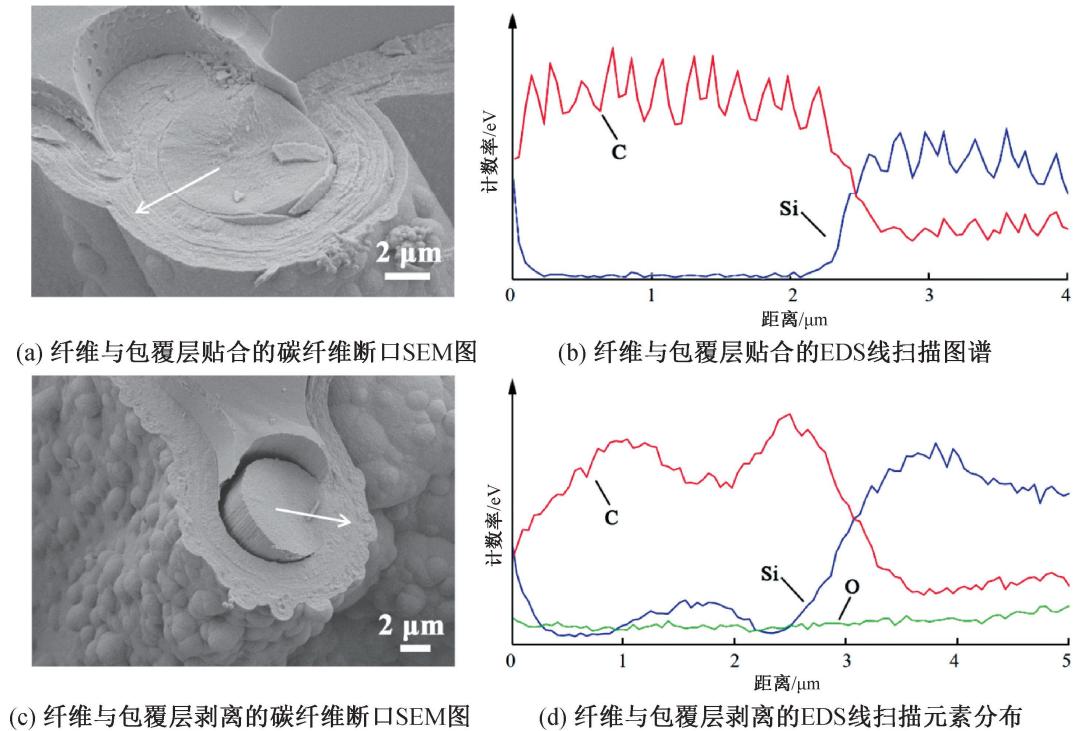 2 μm
计数率/eV
C
Si
0 1 2 3 4
距离/μm
(a) 纤维与包覆层贴合的碳纤维断口SEM图
(b) 纤维与包覆层贴合的EDS线扫描图谱
2 μm
计数率/eV
C
Si
O
0 1 2 3 4 5
距离/μm
(c) 纤维与包覆层剥离的碳纤维断口SEM图
(d) 纤维与包覆层剥离的EDS线扫描元素分布